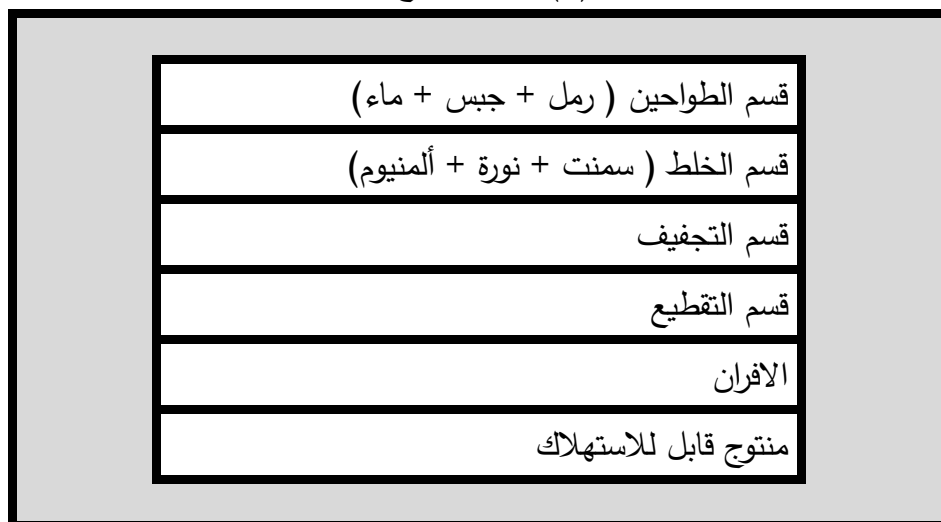 قسم الطواحين ( رمل + جبس + ماء)
قسم الخلط ( سمنت + نورة + ألمنيوم)
قسم التجفيف
قسم التقطيع
الافران
منتوج قابل للاستهلاك